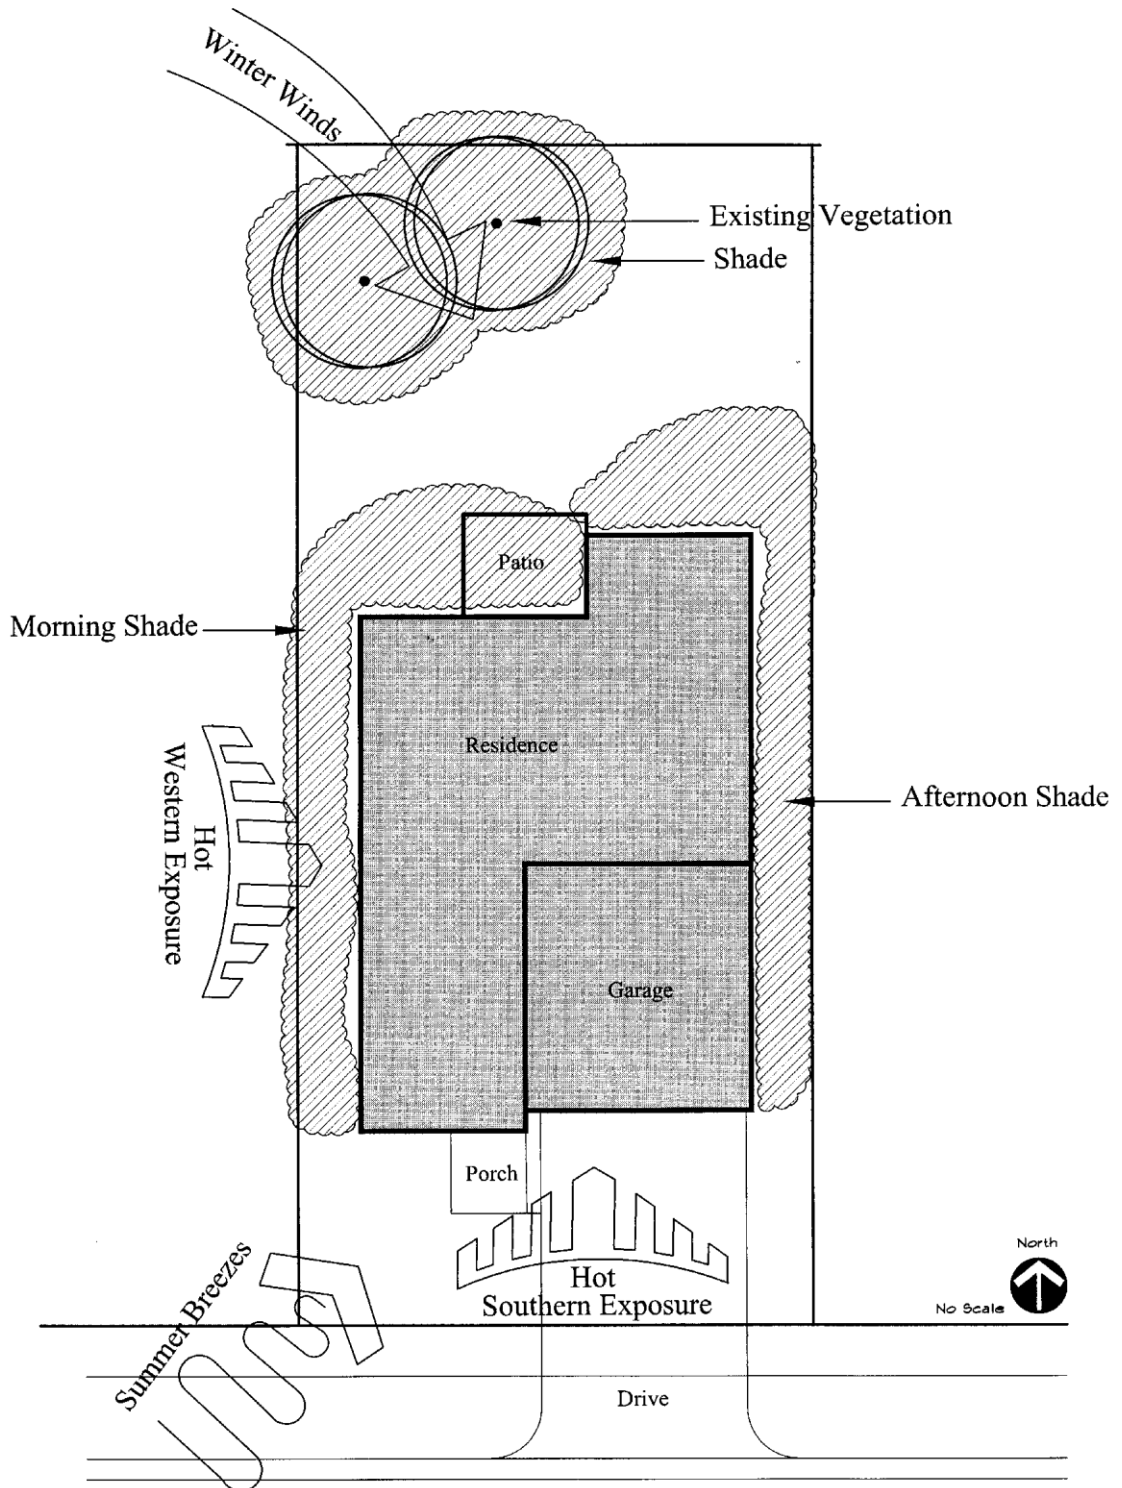 Winter Winds
Existing Vegetation
Shade
Patio
Morning Shade
Residence
Hot
Western Exposure
Afternoon Shade
Garage
Porch
Hot
Southern Exposure
North
No Scale
Summer Breezes
Drive